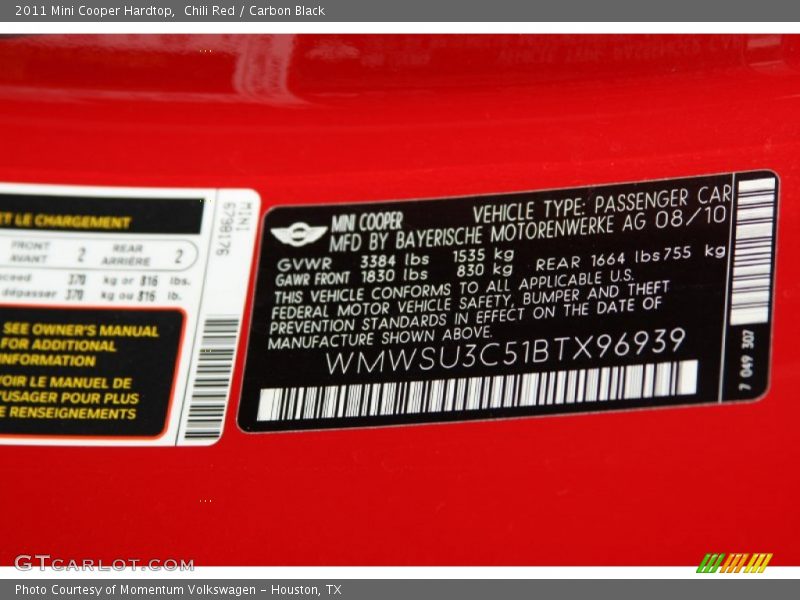 2011 Mini Cooper Hardtop,  Chili Red / Carbon Black
ET LE CHARGEMENT
FRONT
AVANT 2 REAR
ARRIÈRE 2
370 kg or 816 lbs.
dépasser 370 kg ou 816 lb.
SEE OWNER'S MANUAL
FOR ADDITIONAL
INFORMATION
VOIR LE MANUEL DE
L'USAGER POUR PLUS
DE RENSEIGNEMENTS
MINI
6798176
MINI COOPER VEHICLE TYPE: PASSENGER CAR
MFD BY BAYERISCHE MOTORENWERKE AG 08/10
GVWR 3384 lbs 1535 kg
GAWR FRONT 1830 lbs 830 kg REAR 1664 lbs 755 kg
THIS VEHICLE CONFORMS TO ALL APPLICABLE U.S.
FEDERAL MOTOR VEHICLE SAFETY, BUMPER AND THEFT
PREVENTION STANDARDS IN EFFECT ON THE DATE OF
MANUFACTURE SHOWN ABOVE.
WMWSU3C51BTX96939
7 049 307
GTCARLOT.COM
Photo Courtesy of Momentum Volkswagen - Houston, TX